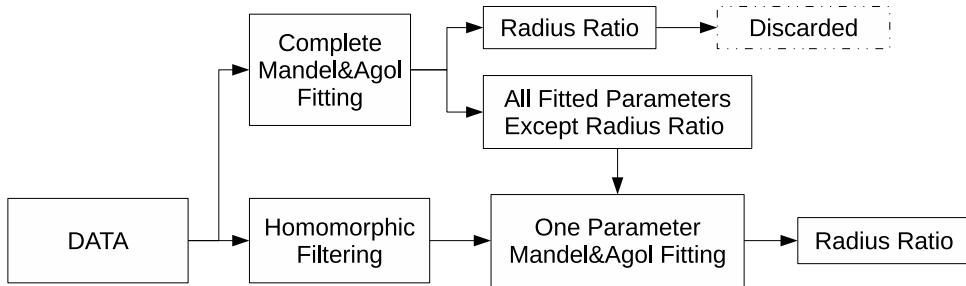 Complete
Mandel&Agol
Fitting
Radius Ratio
Discarded
All Fitted Parameters
Except Radius Ratio
DATA
Homomorphic
Filtering
One Parameter
Mandel&Agol Fitting
Radius Ratio